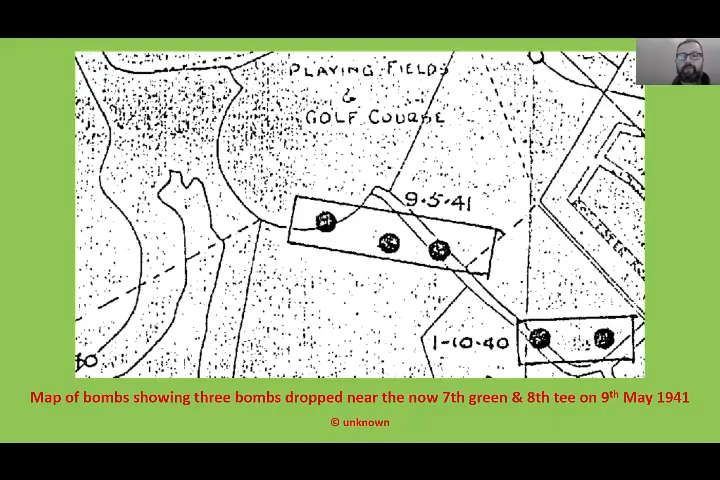 PLAYING FIELDS
&
GOLF COURSE
9·5·41
1-10-40
Map of bombs showing three bombs dropped near the now 7th green & 8th tee on 9th May 1941
© unknown